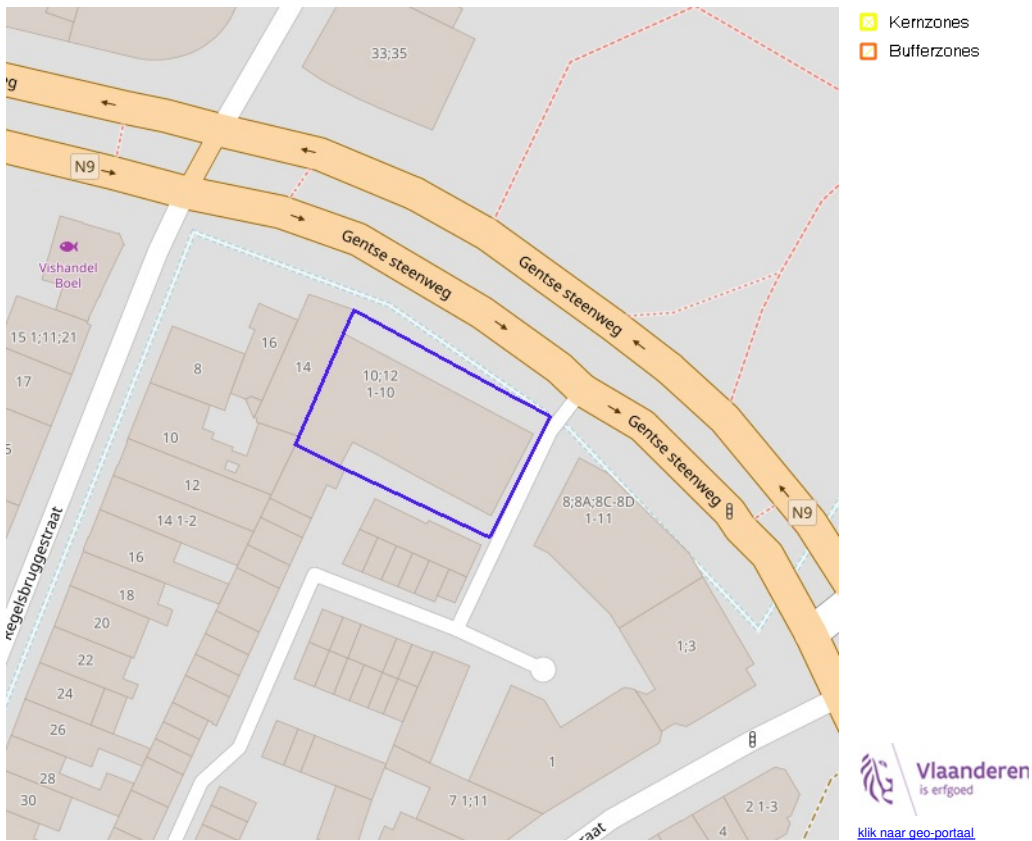 Kernzones
Bufferzones
33;35
N9
Gentse steenweg
Gentse steenweg
Vishandel
Boel
15 1;11;21
16
14
8
10;12
1-10
17
10
12
Gentse steenweg
8;8A;8C-8D
1-11
N9
14 1-2
16
Regelsbruggestraat
18
20
22
1;3
24
26
1
28
30
7 1;11
2 1-3
4
Vlaanderen
is erfgoed
klik naar geo-portaal